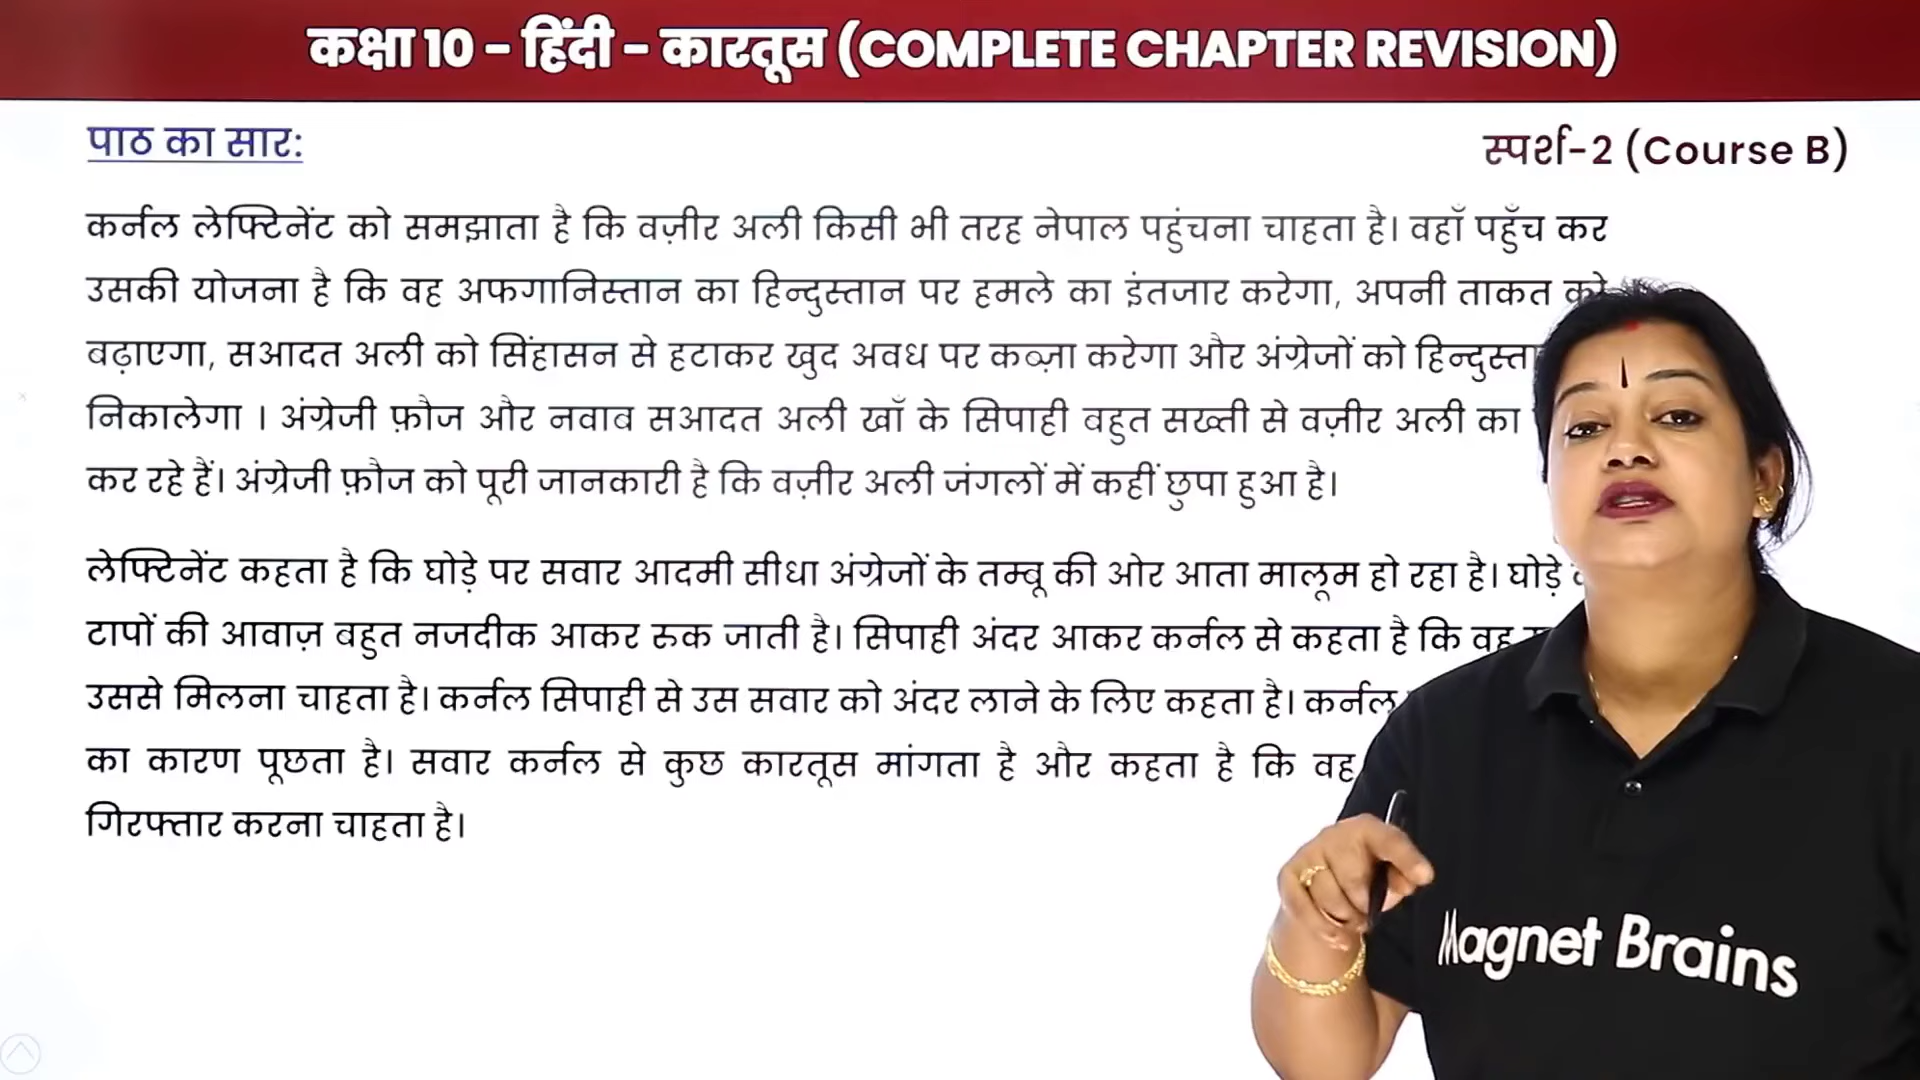 कक्षा 10 - हिंदी - कारतूस (COMPLETE CHAPTER REVISION)
पाठ का सार:
स्पर्श-2 (Course B)
कर्नल लेफ्टिनेंट को समझाता है कि वज़ीर अली किसी भी तरह नेपाल पहुंचना चाहता है। वहाँ पहुँच कर
उसकी योजना है कि वह अफगानिस्तान का हिन्दुस्तान पर हमले का इंतजार करेगा, अपनी ताकत को
बढ़ाएगा, सआदत अली को सिंहासन से हटाकर खुद अवध पर कब्ज़ा करेगा और अंग्रेजों को
निकालेगा । अंग्रेजी फ़ौज और नवाब सआदत अली खाँ के सिपाही बहुत सख्ती से वज़ीर अली का
कर रहे हैं। अंग्रेजी फ़ौज को पूरी जानकारी है कि वज़ीर अली जंगलों में कहीं छुपा हुआ है।
लेफ्टिनेंट कहता है कि घोड़े पर सवार आदमी सीधा अंग्रेजों के तम्बू की ओर आता मालूम हो रहा है। घोड़े
टापों की आवाज़ बहुत नजदीक आकर रुक जाती है। सिपाही अंदर आकर कर्नल से कहता है कि वह
उससे मिलना चाहता है। कर्नल सिपाही से उस सवार को अंदर लाने के लिए कहता है। कर्नल
का कारण पूछता है। सवार कर्नल से कुछ कारतूस मांगता है और कहता है कि वह
गिरफ्तार करना चाहता है।
Magnet Brains